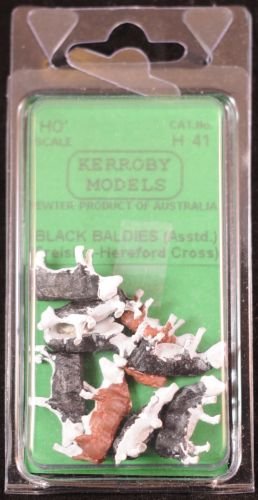 'HO'
SCALE
CAT.No.
H 41
KERROBY
MODELS
PEWTER PRODUCT OF AUSTRALIA
BLACK BALDIES (Asstd.)
Hereford Cross)